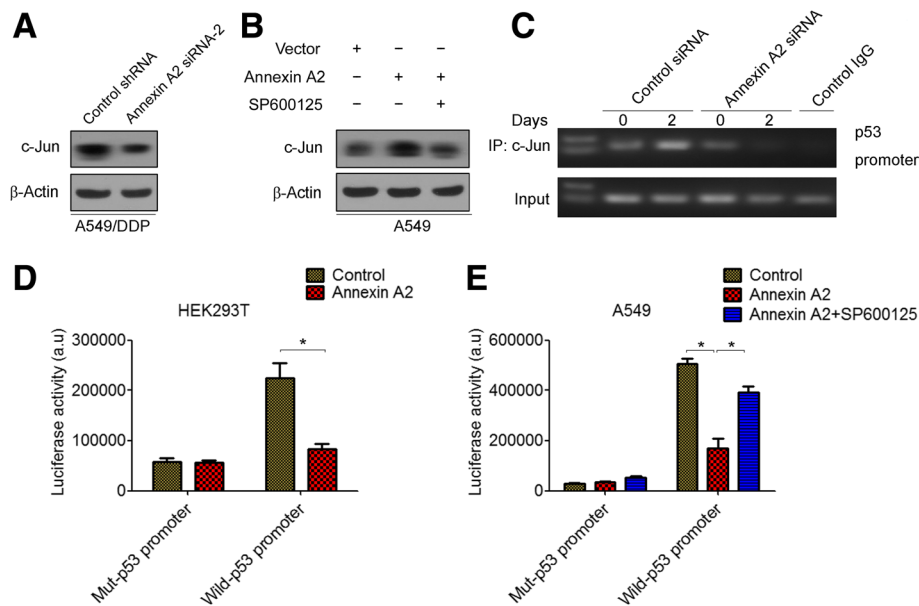 A
Control shRNA
Annexin A2 siRNA-2
c-Jun
β-Actin
A549/DDP
B
Vector + − −
Annexin A2 − + +
SP600125 − − +
c-Jun
β-Actin
A549
C
Control siRNA
Annexin A2 siRNA
Control IgG
Days 0 2 0 2
IP: c-Jun
p53
promoter
Input
D
Control
Annexin A2
HEK293T
Luciferase activity (a.u)
300000
200000
100000
0
*
Mut-p53 promoter
Wild-p53 promoter
E
Control
Annexin A2
Annexin A2+SP600125
A549
Luciferase activity (a.u)
600000
400000
200000
0
* *
Mut-p53 promoter
Wild-p53 promoter